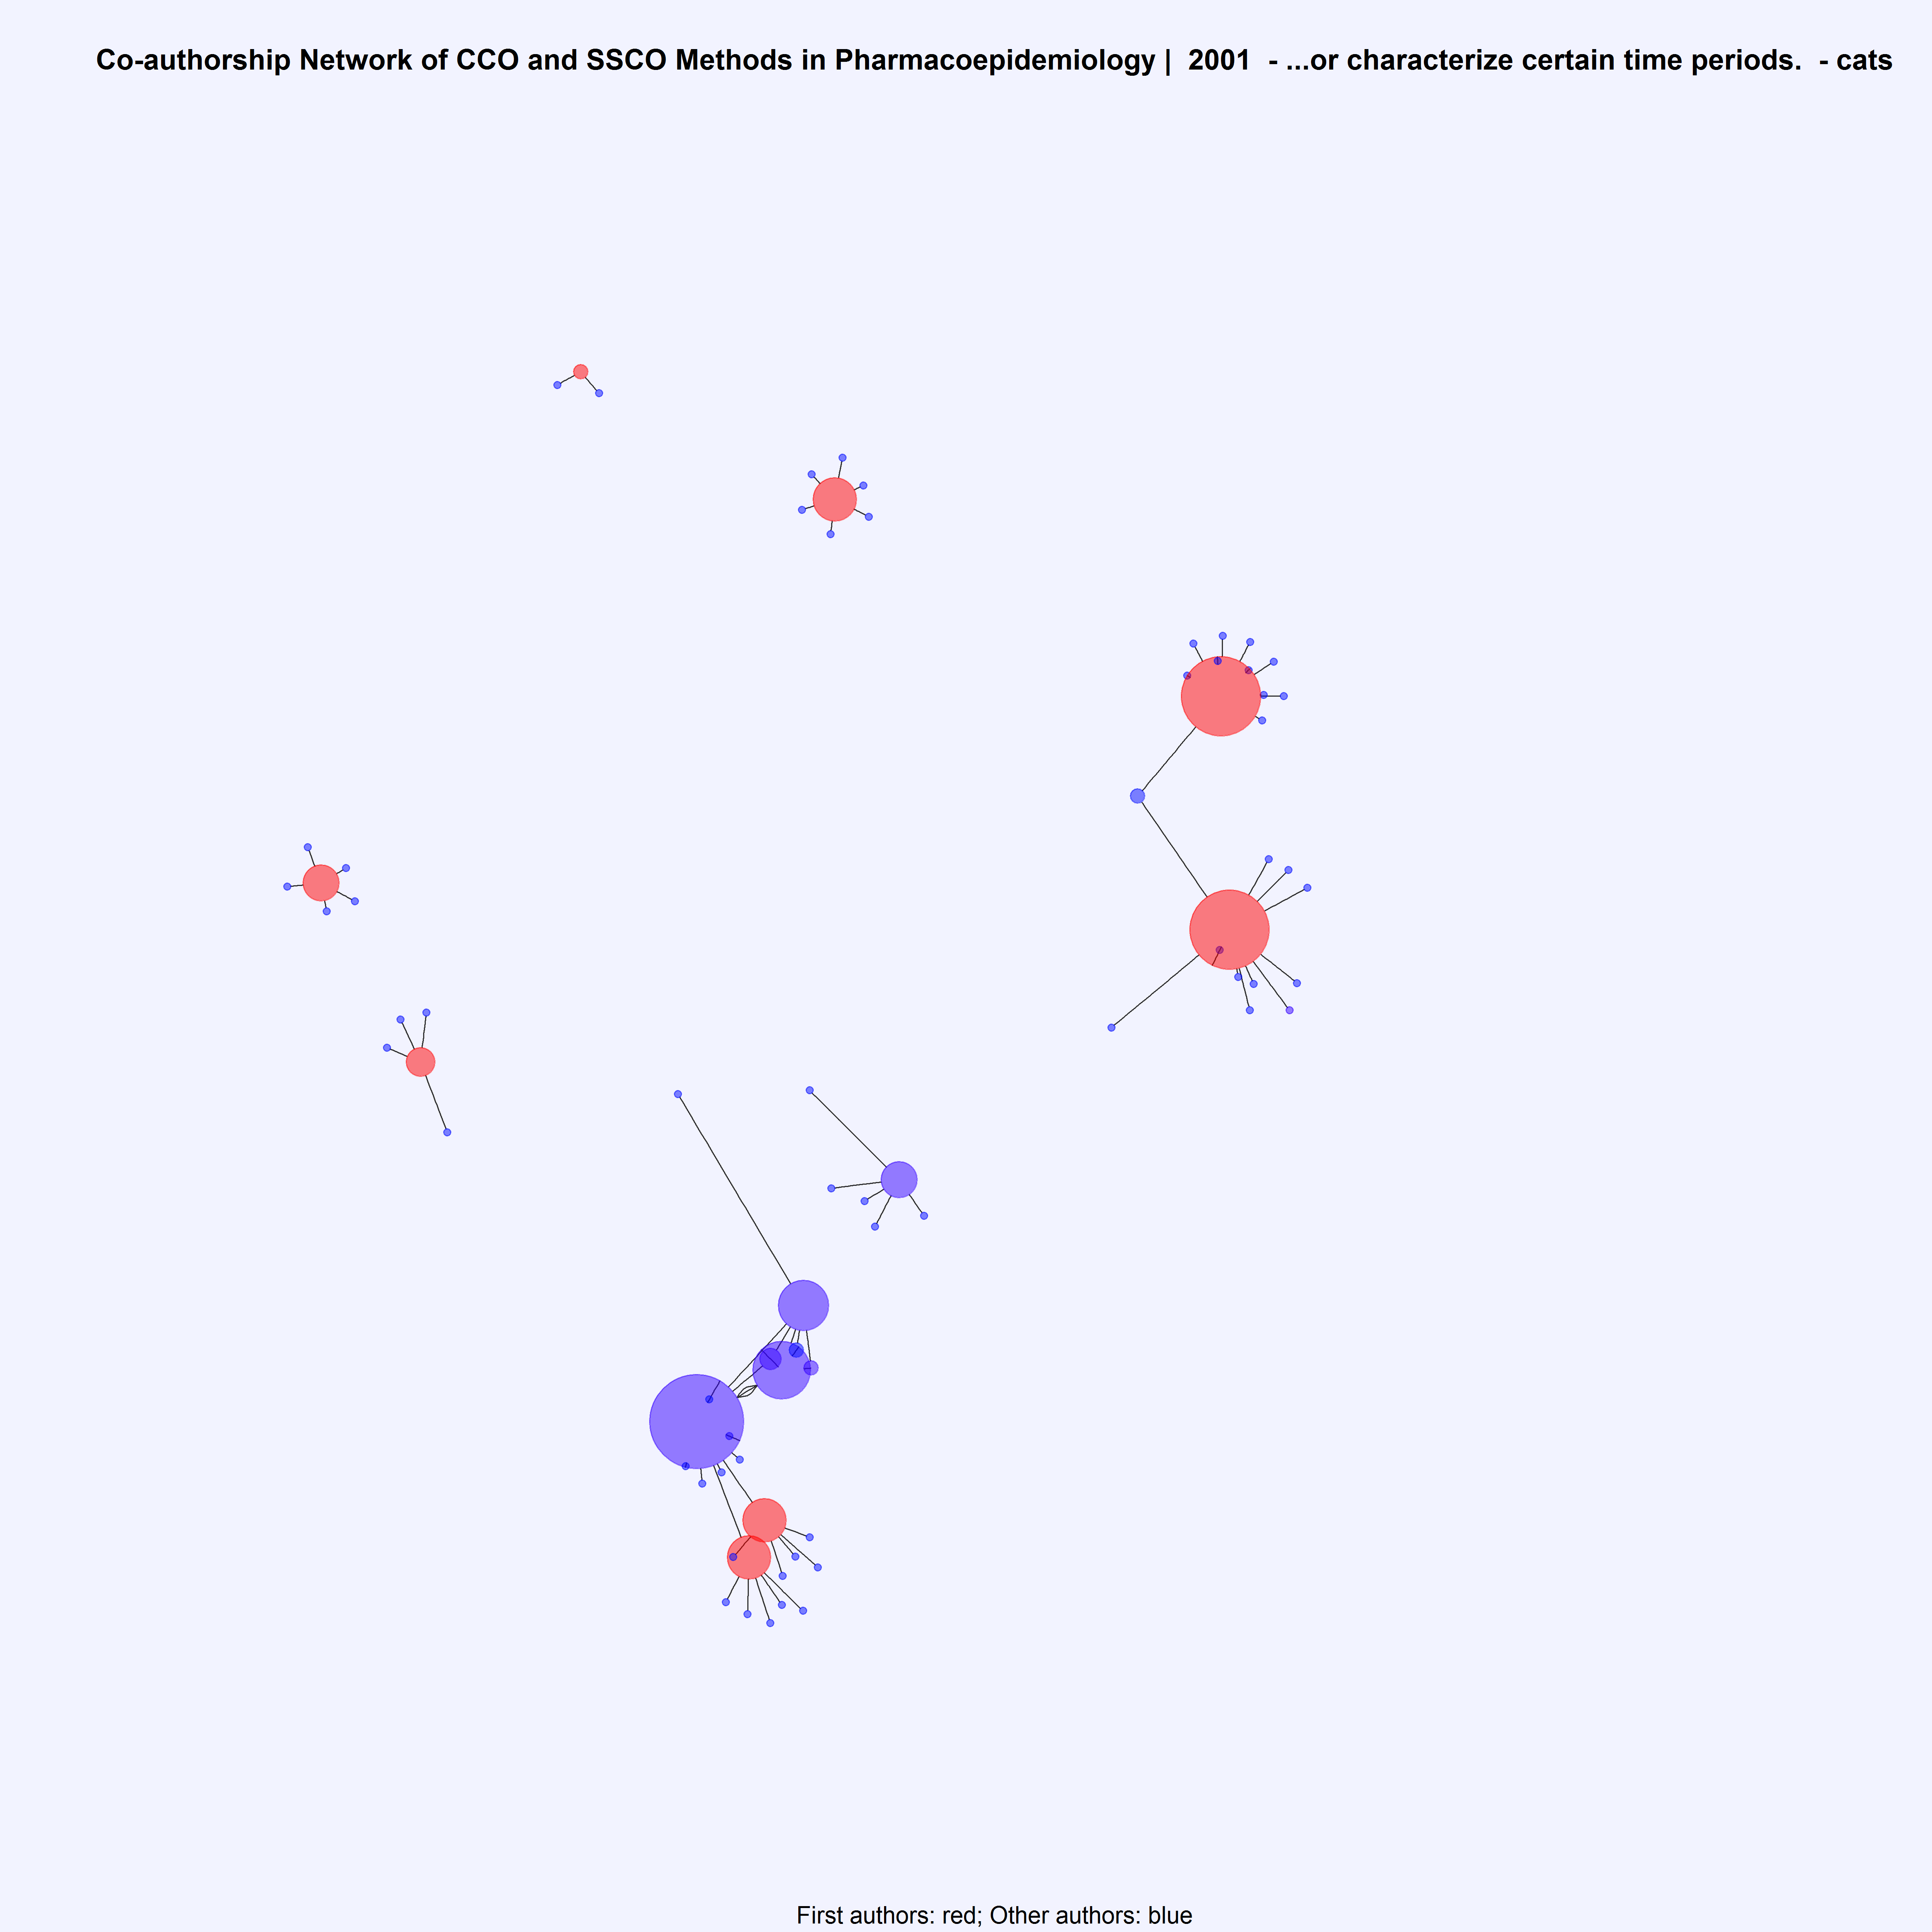 Co-authorship Network of CCO and SSCO Methods in Pharmacoepidemiology | 2001 - ...or characterize certain time periods. - cats
First authors: red; Other authors: blue